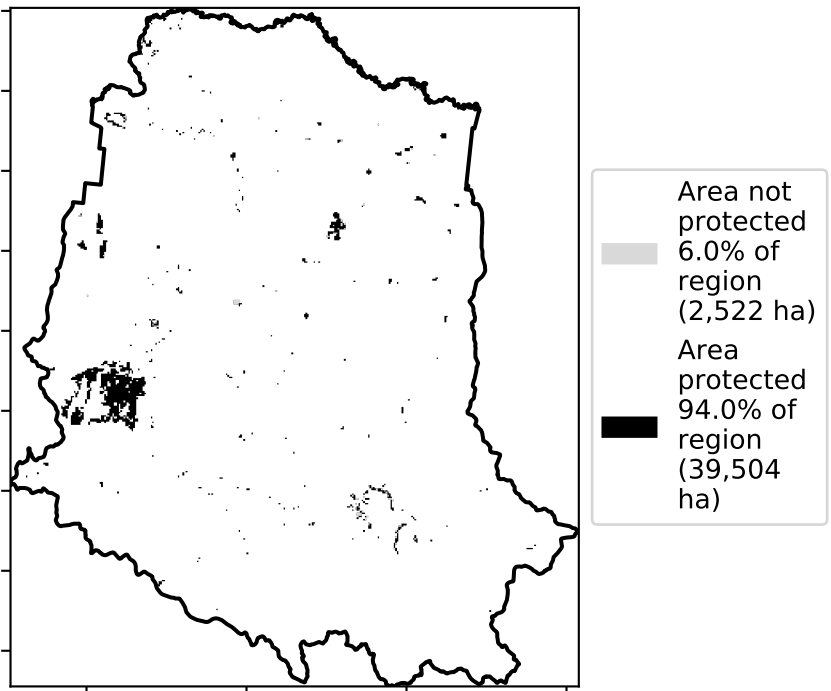 Area not
protected
6.0% of
region
(2,522 ha)
Area
protected
94.0% of
region
(39,504
ha)